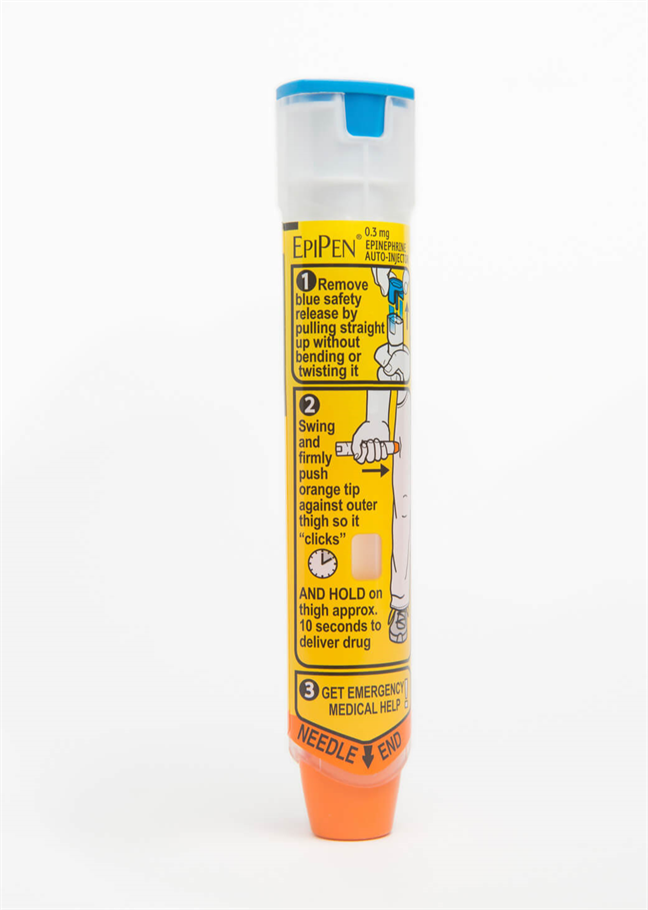 EPIPEN®
0.3 mg
EPINEPHRINE
AUTO-INJECTOR
1 Remove
blue safety
release by
pulling straight
up without
bending or
twisting it
2
Swing
and
firmly
push
orange tip
against outer
thigh so it
“clicks”
AND HOLD on
thigh approx.
10 seconds to
deliver drug
3 GET EMERGENCY
MEDICAL HELP !
NEEDLE END